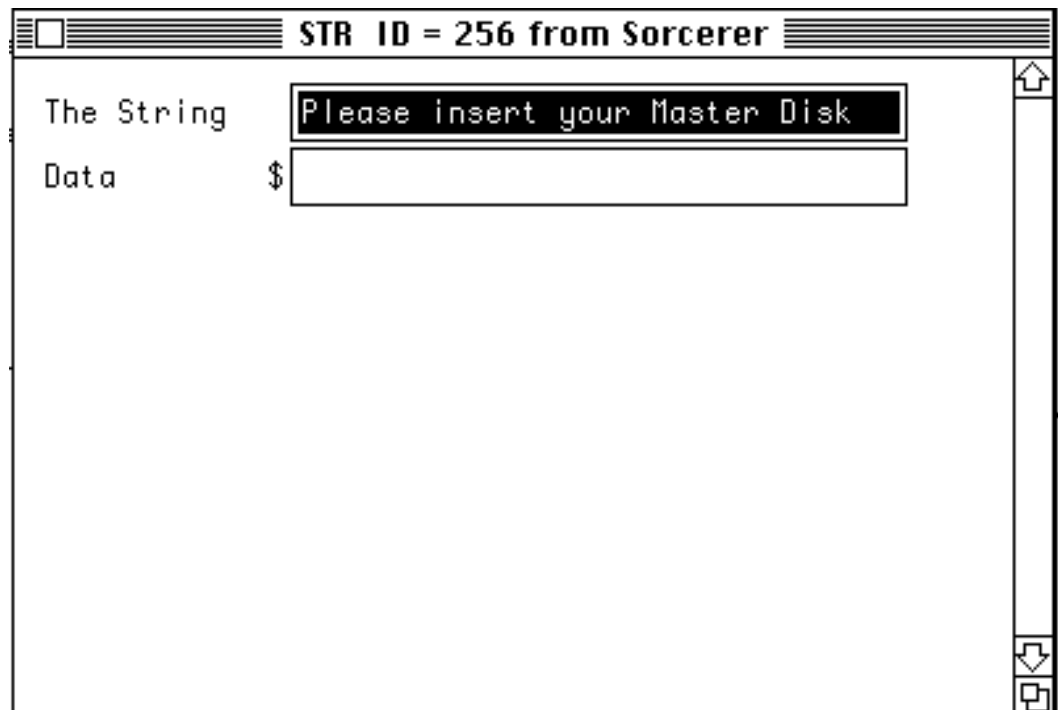 STR ID = 256 from Sorcerer
The String Please insert your Master Disk
Data $